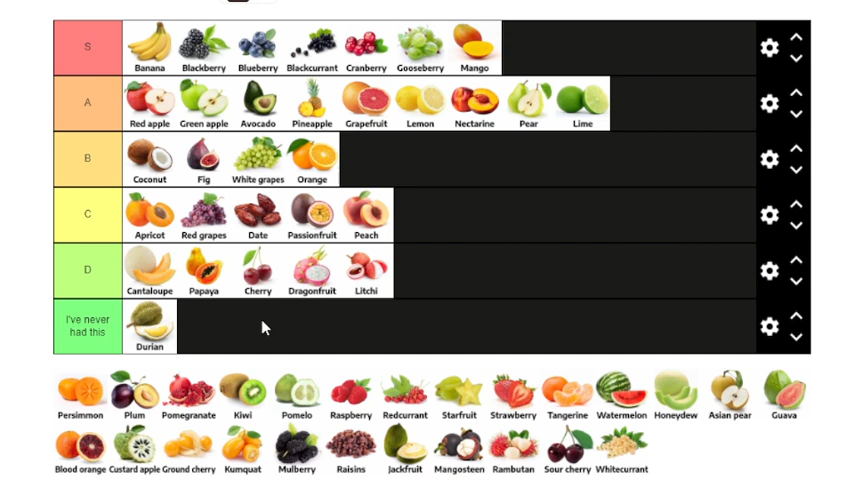 S
Banana Blackberry Blueberry Blackcurrant Cranberry Gooseberry Mango
A
Red apple Green apple Avocado Pineapple Grapefruit Lemon Nectarine Pear Lime
B
Coconut Fig White grapes Orange
C
Apricot Red grapes Date Passionfruit Peach
D
Cantaloupe Papaya Cherry Dragonfruit Litchi
I've never
had this
Durian
Persimmon Plum Pomegranate Kiwi Pomelo Raspberry Redcurrant Starfruit Strawberry Tangerine Watermelon Honeydew Asian pear Guava
Blood orange Custard apple Ground cherry Kumquat Mulberry Raisins Jackfruit Mangosteen Rambutan Sour cherry Whitecurrant